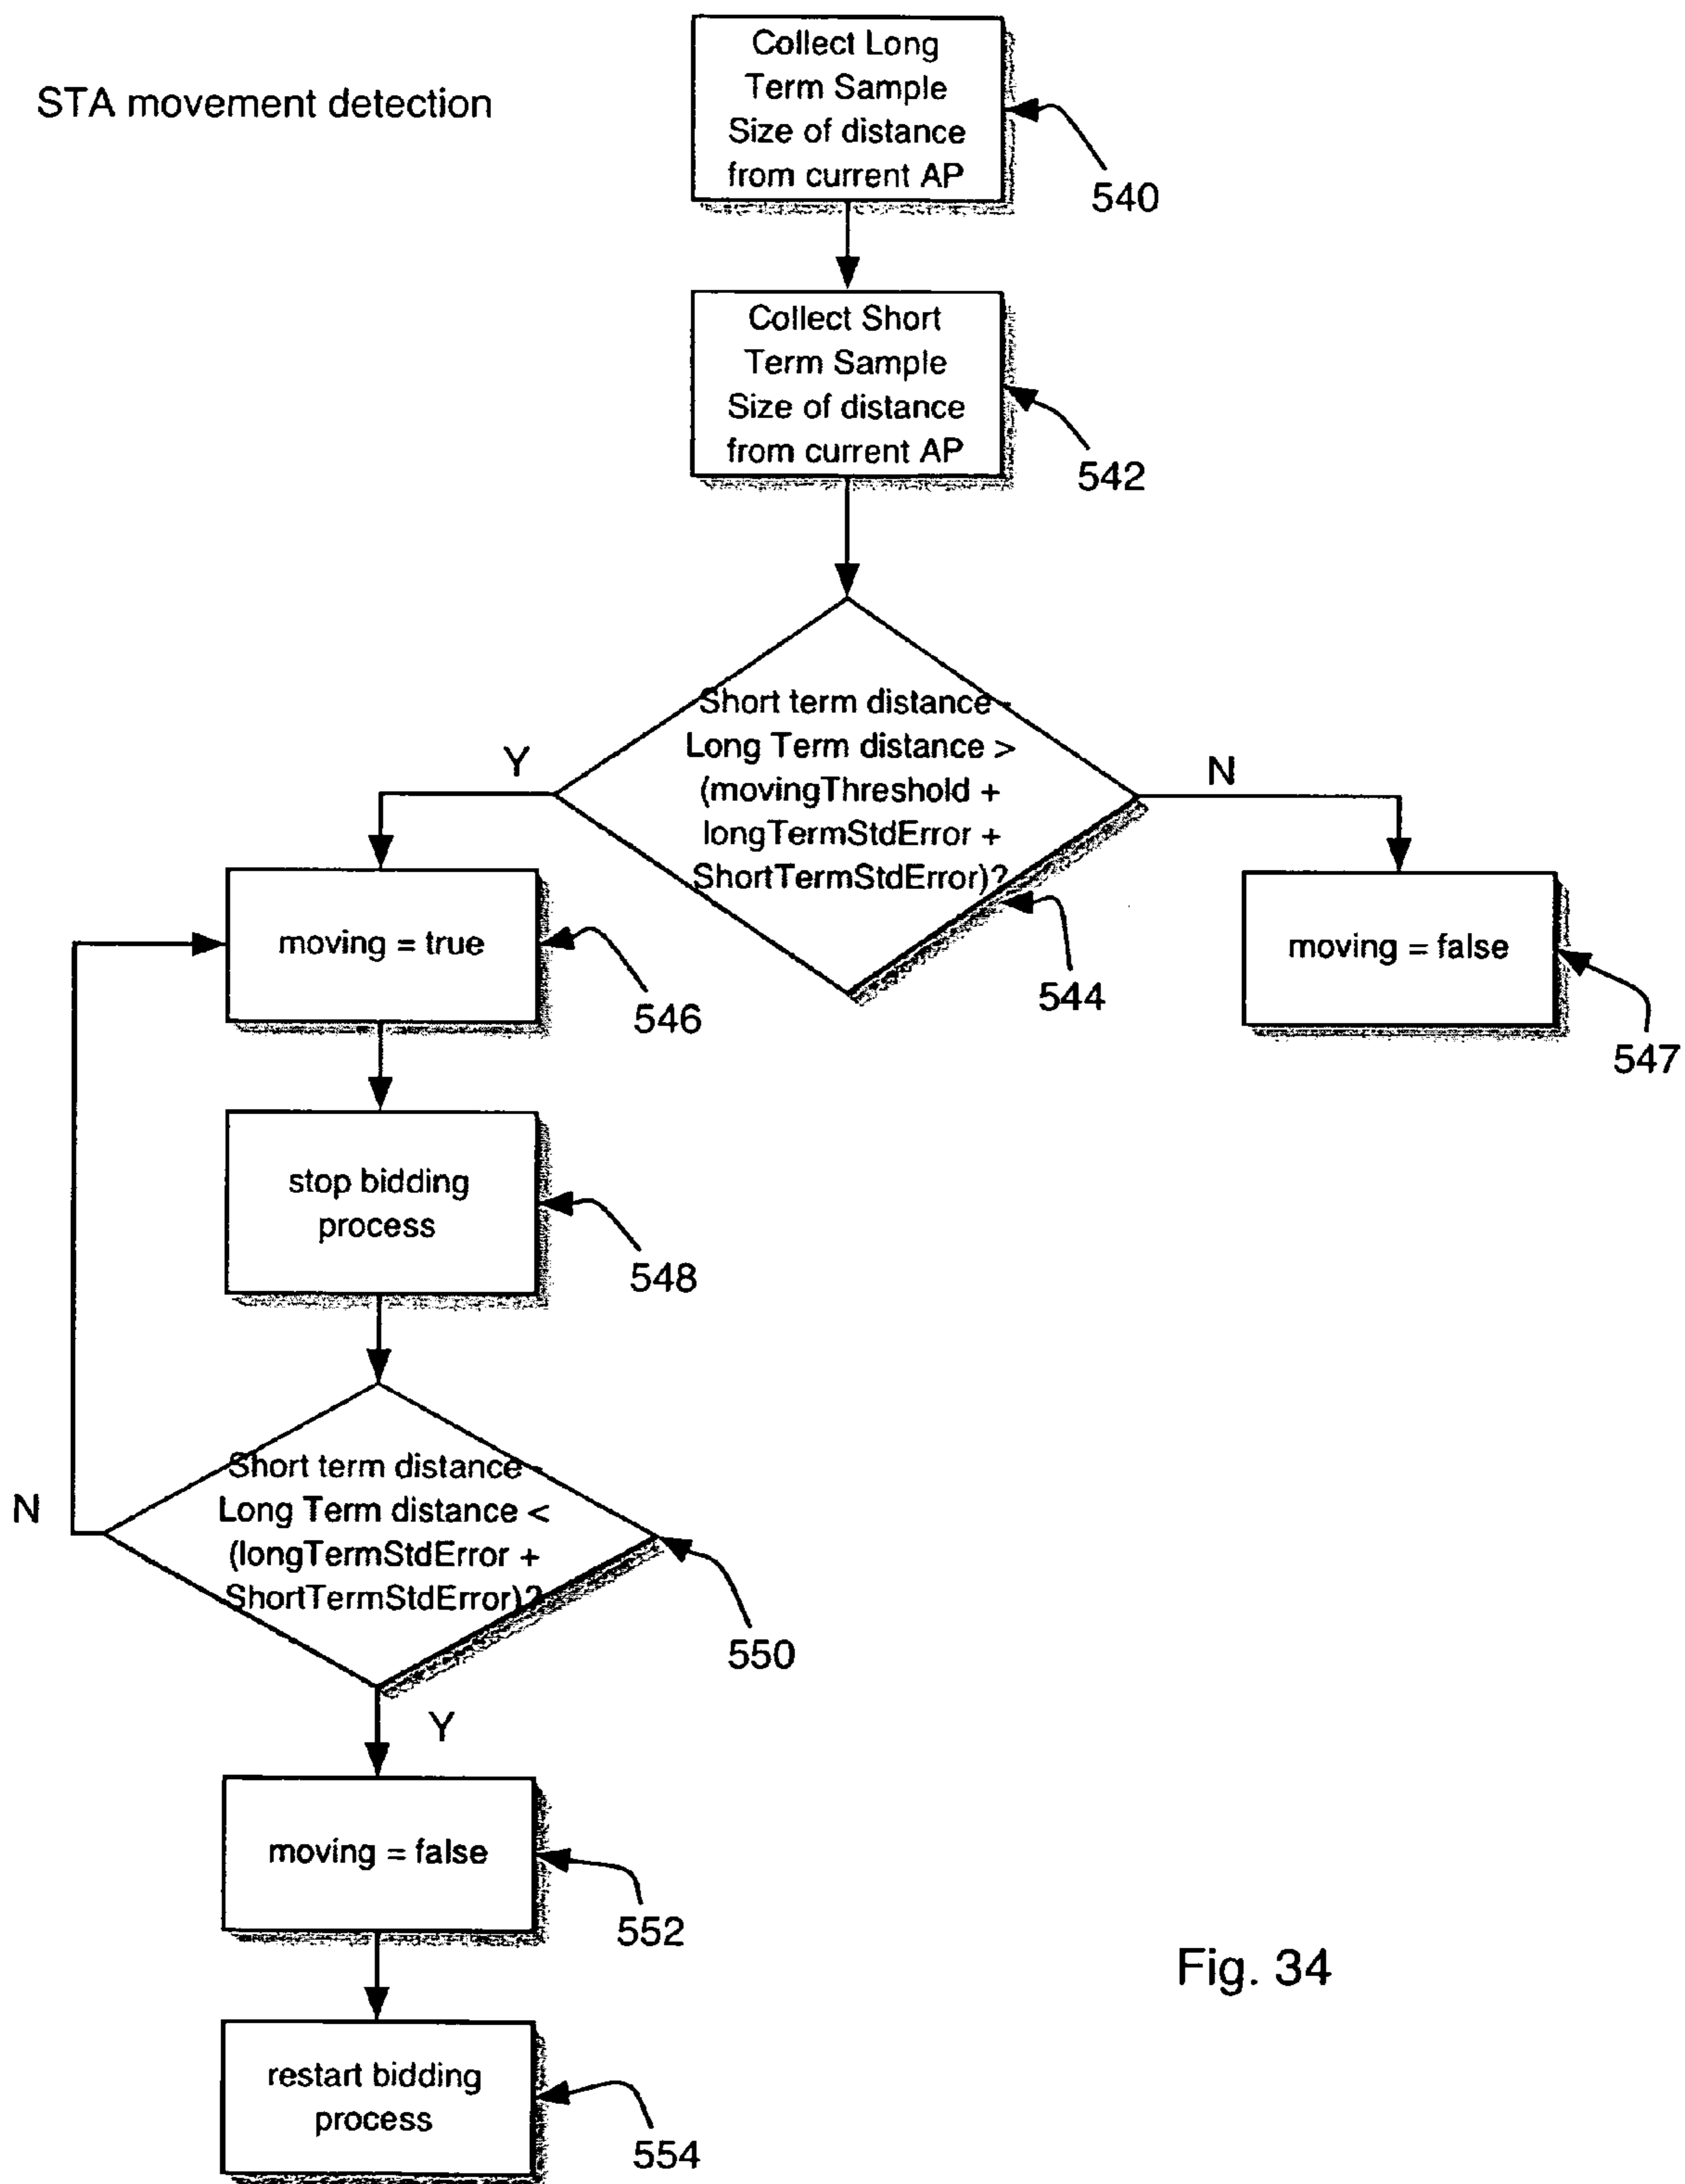 STA movement detection
Collect Long
Term Sample
Size of distance
from current AP
540
Collect Short
Term Sample
Size of distance
from current AP
542
Short term distance -
Long Term distance >
(movingThreshold +
longTermStdError +
ShortTermStdError)?
544
Y
N
moving = true
546
moving = false
547
stop bidding
process
548
Short term distance -
Long Term distance <
(longTermStdError +
ShortTermStdError)?
550
N
Y
moving = false
552
restart bidding
process
554
Fig. 34